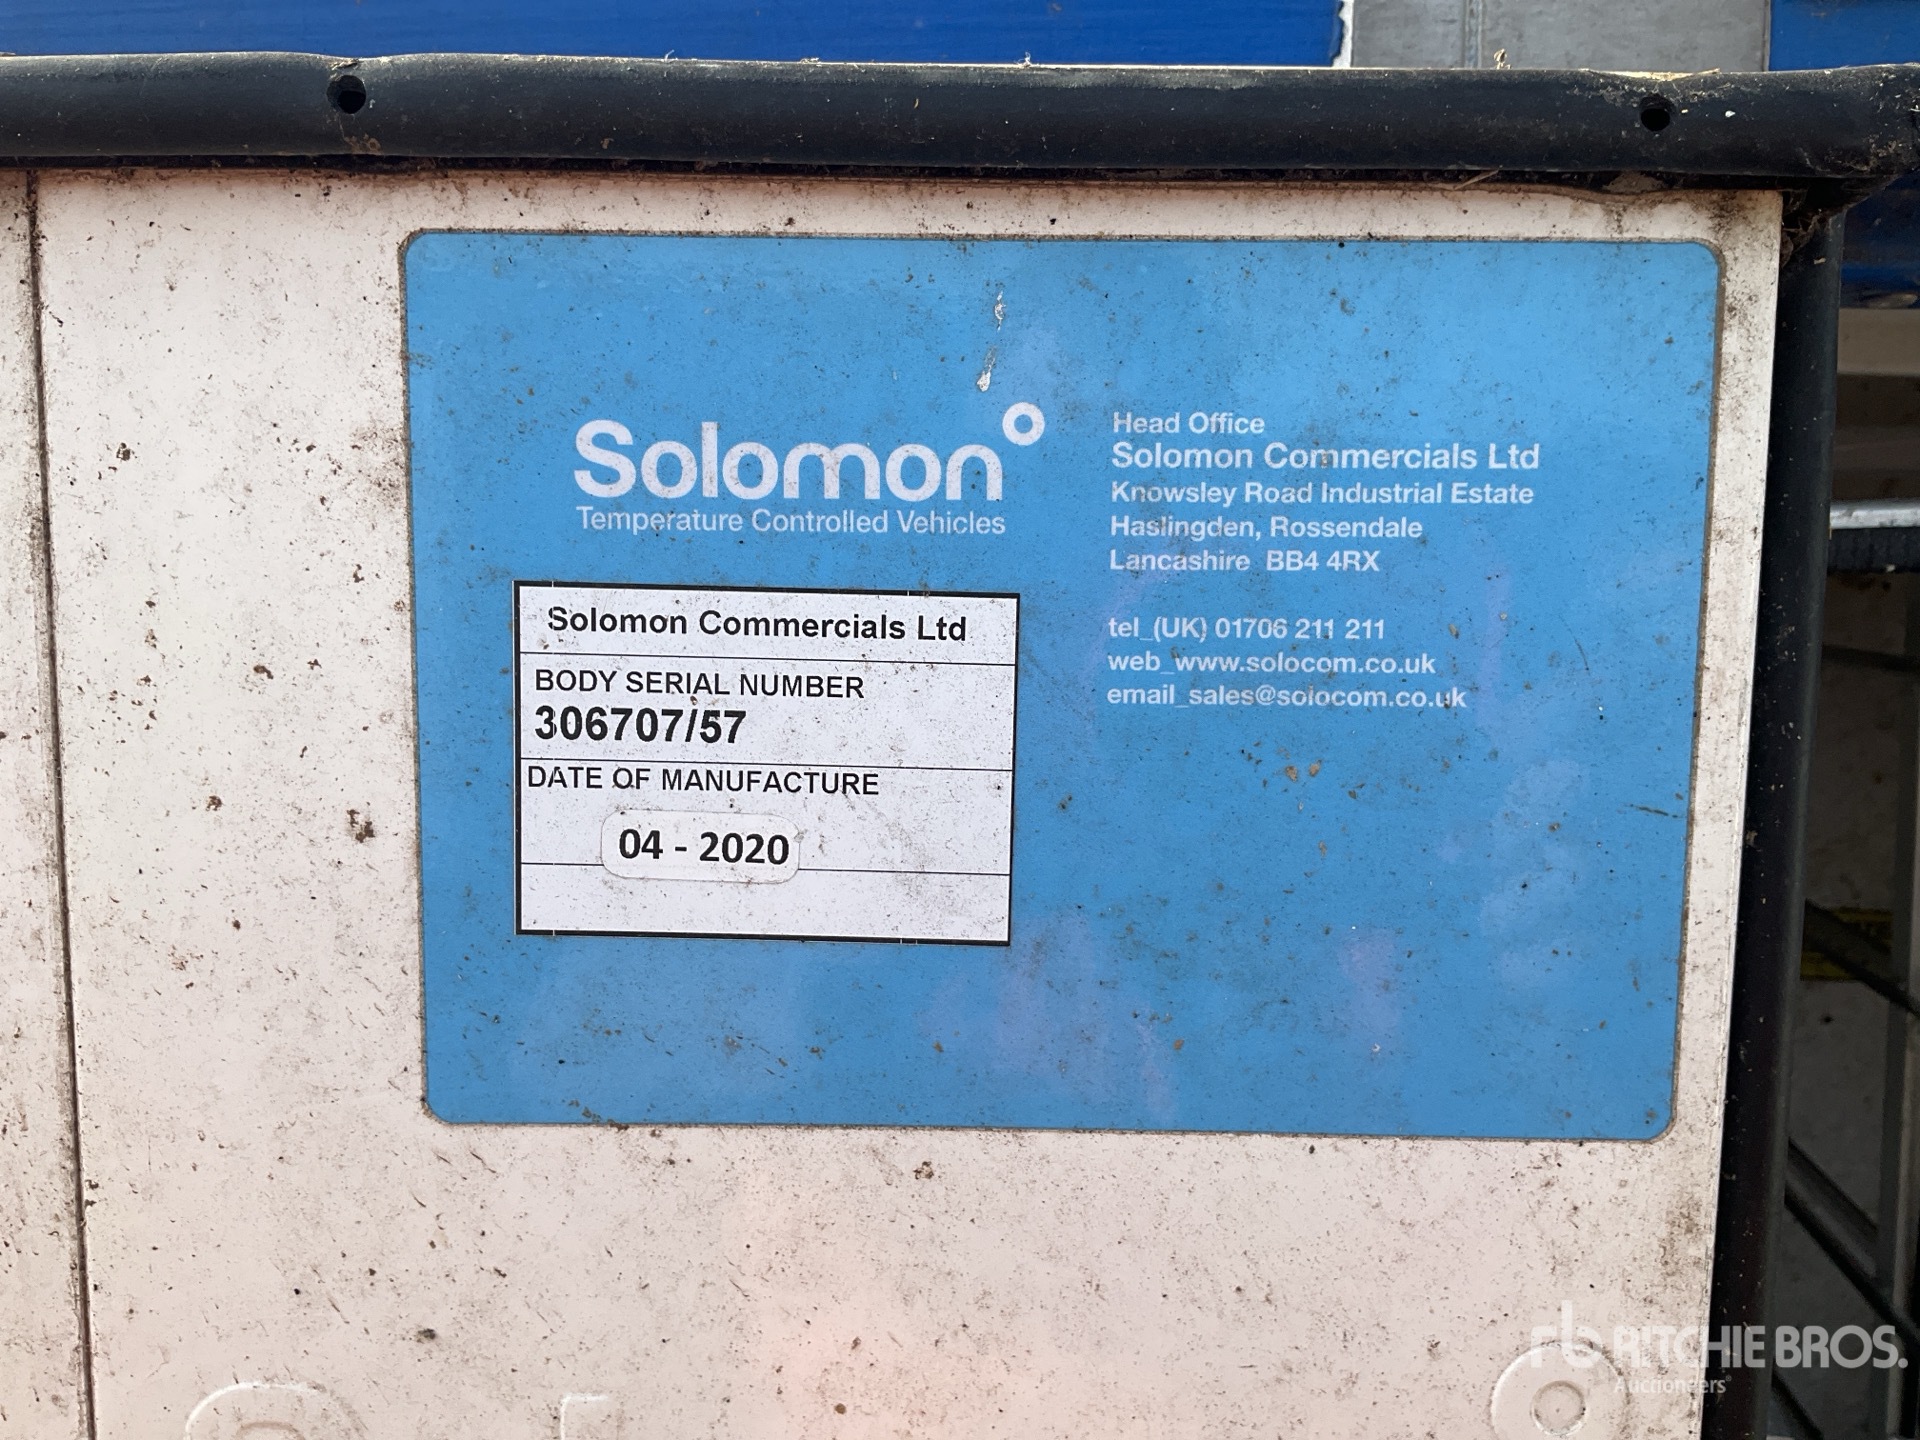 Solomon°
Temperature Controlled Vehicles
Head Office
Solomon Commercials Ltd
Knowsley Road Industrial Estate
Haslingden, Rossendale
Lancashire BB4 4RX
tel_(UK) 01706 211 211
web_www.solocom.co.uk
email_sales@solocom.co.uk
Solomon Commercials Ltd
BODY SERIAL NUMBER
306707/57
DATE OF MANUFACTURE
04 - 2020
rb RITCHIE BROS.
Auctioneers